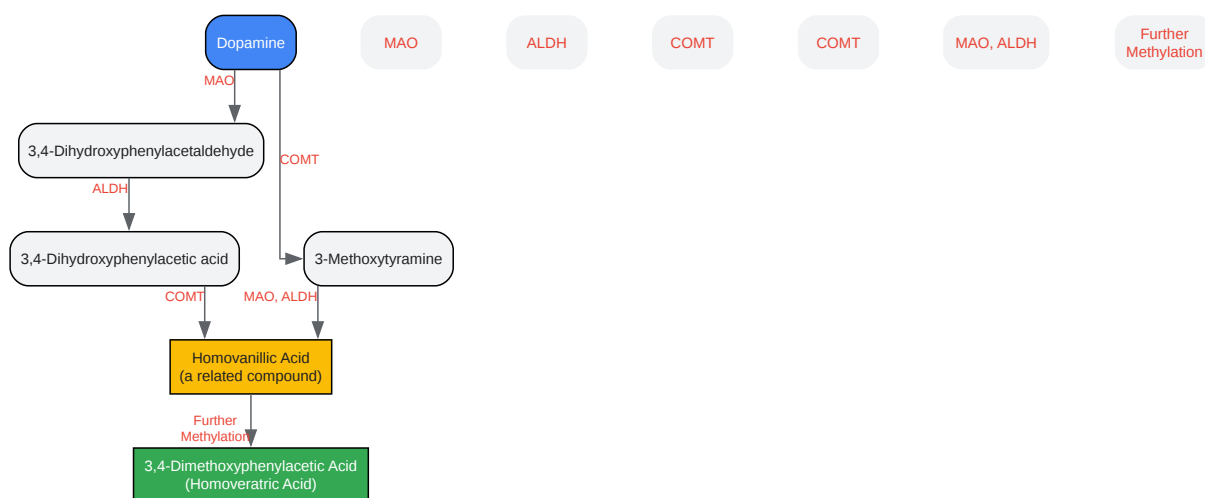 Dopamine
MAO
ALDH
COMT
COMT
MAO, ALDH
Further
Methylation
MAO
3,4-Dihydroxyphenylacetaldehyde
COMT
ALDH
3,4-Dihydroxyphenylacetic acid
3-Methoxytyramine
COMT
MAO, ALDH
Homovanillic Acid
(a related compound)
Further
Methylation
3,4-Dimethoxyphenylacetic Acid
(Homoveratric Acid)